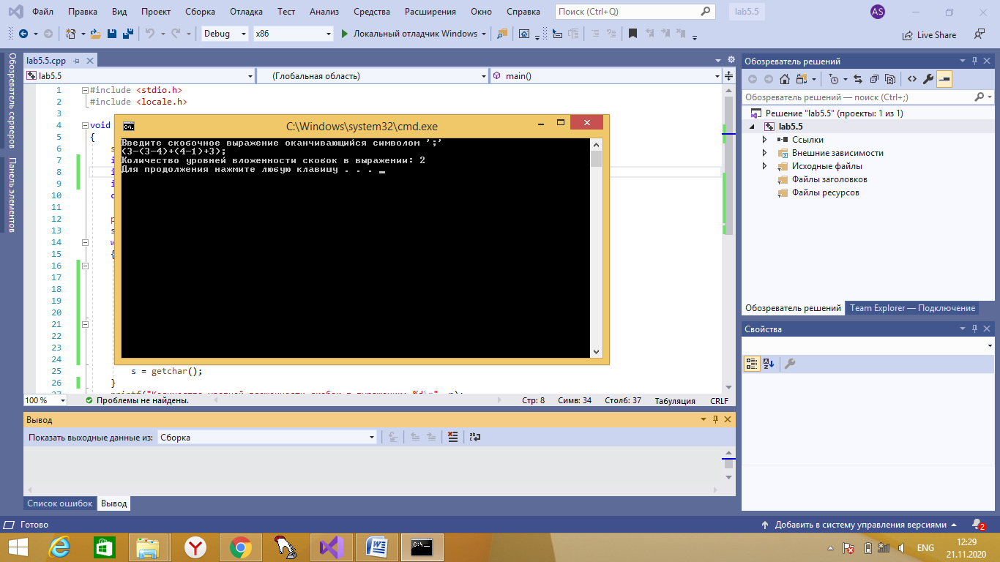 Файл Правка Вид Проект Сборка Отладка Тест Анализ Средства Расширения Окно Справка Поиск (Ctrl+Q) lab5.5 AS
Debug x86 Локальный отладчик Windows Live Share
Обозреватель серверов
Панель элементов
lab5.5.cpp
lab5.5 (Глобальная область) main()
1 #include <stdio.h>
2 #include <locale.h>
3
4 void
5 {
6 s
7 i
8 i
9 i
10 c
11
12 p
13 s
14 w
15 {
16
17
18
19
20
21
22
23
24
25 s = getchar();
26 }
27 printf("Количество уровней вложенности скобок в выражении: %d\n", n);
C:\Windows\system32\cmd.exe
Введите скобочное выражение оканчивающийся символом ';'
(3-(3-4)+(4-1)+3);
Количество уровней вложенности скобок в выражении: 2
Для продолжения нажмите любую клавишу . . .
100 % Проблемы не найдены. Стр: 8 Симв: 34 Столб: 37 Табуляция CRLF
Вывод
Показать выходные данные из: Сборка
Список ошибок Вывод
Обозреватель решений
Обозреватель решений — поиск (Ctrl+;)
Решение "lab5.5" (проекты: 1 из 1)
lab5.5
Ссылки
Внешние зависимости
Исходные файлы
Файлы заголовков
Файлы ресурсов
Обозреватель решений Team Explorer — Подключение
Свойства
Готово Добавить в систему управления версиями 2
ENG 12:29
21.11.2020